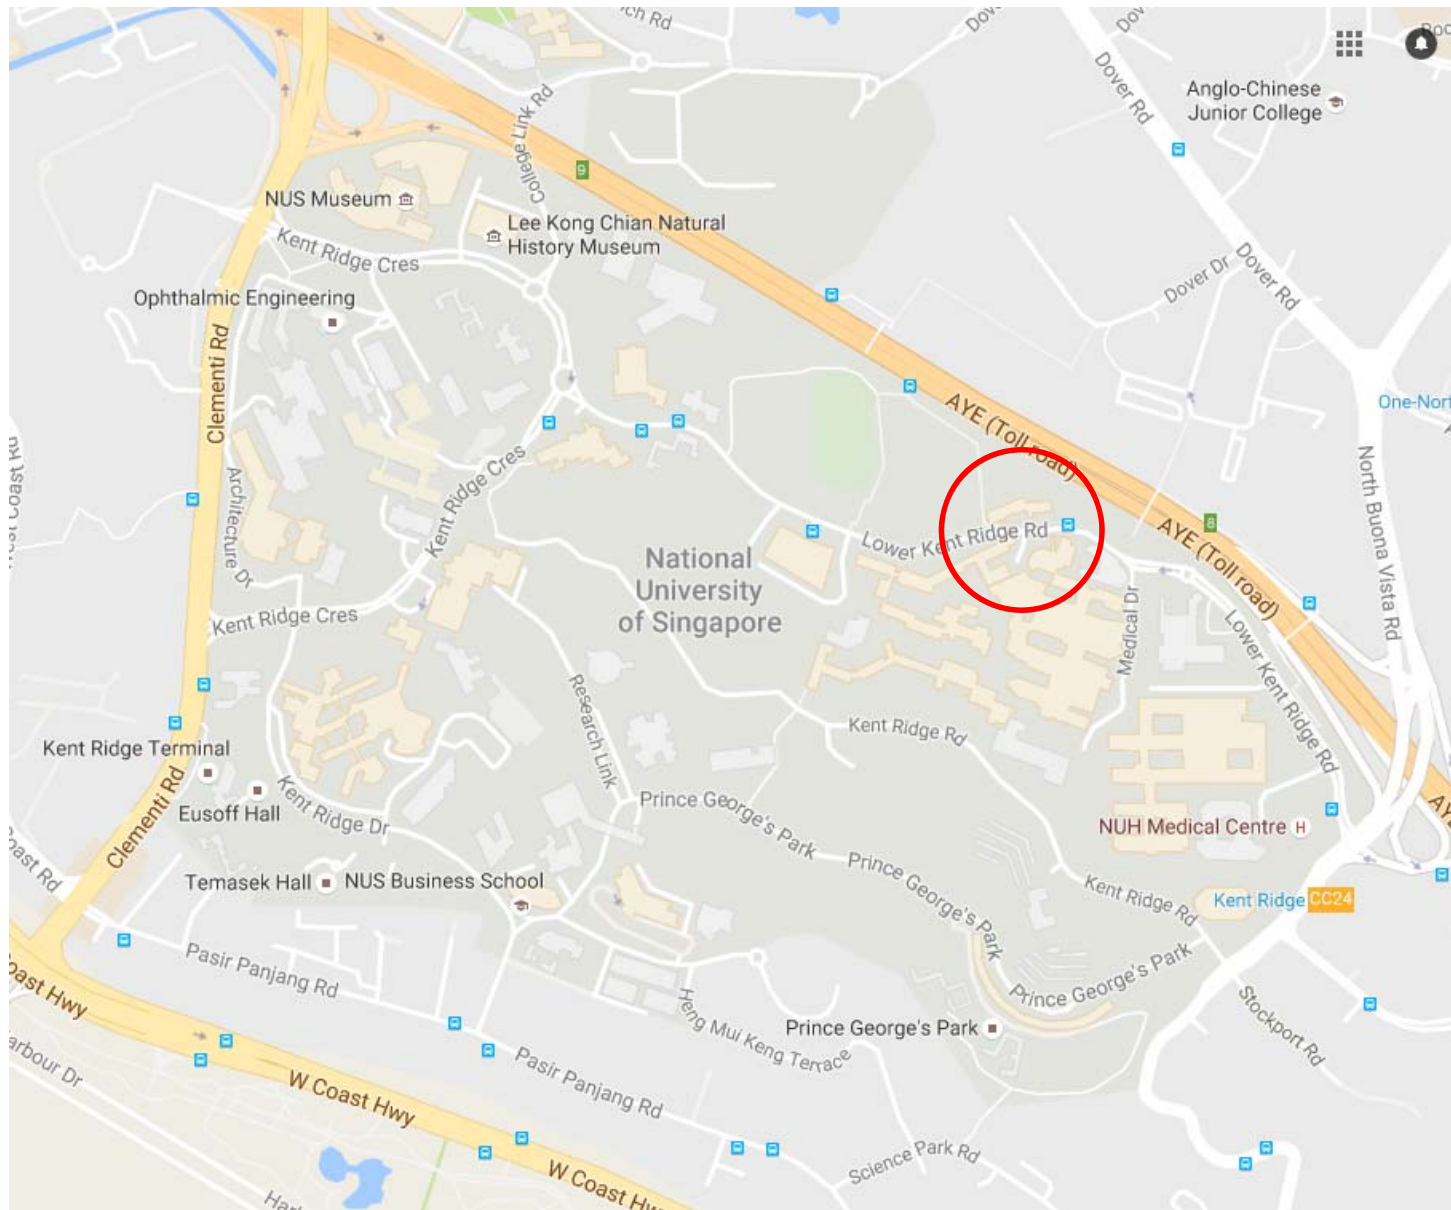 Dover Rd
Anglo-Chinese
Junior College
College Link Rd
9
NUS Museum
Lee Kong Chian Natural
History Museum
Kent Ridge Cres
Dover Dr
Dover Rd
Ophthalmic Engineering
Clementi Rd
AYE (Toll road)
North Buona Vista Rd
Kent Ridge Cres
Architecture Dr
Lower Kent Ridge Rd
8
AYE (Toll road)
National
University
of Singapore
Kent Ridge Cres
Medical Dr
Lower Kent Ridge Rd
Research Link
Kent Ridge Rd
Kent Ridge Terminal
Eusoff Hall
Kent Ridge Dr
Prince George's Park
NUH Medical Centre H
Clementi Rd
Prince George's Park
Temasek Hall
NUS Business School
Kent Ridge Rd
Kent Ridge CC24
Pasir Panjang Rd
Prince George's Park
Heng Mui Keng Terrace
Prince George's Park
Stockport Rd
Pasir Panjang Rd
W Coast Hwy
Science Park Rd
W Coast Hw